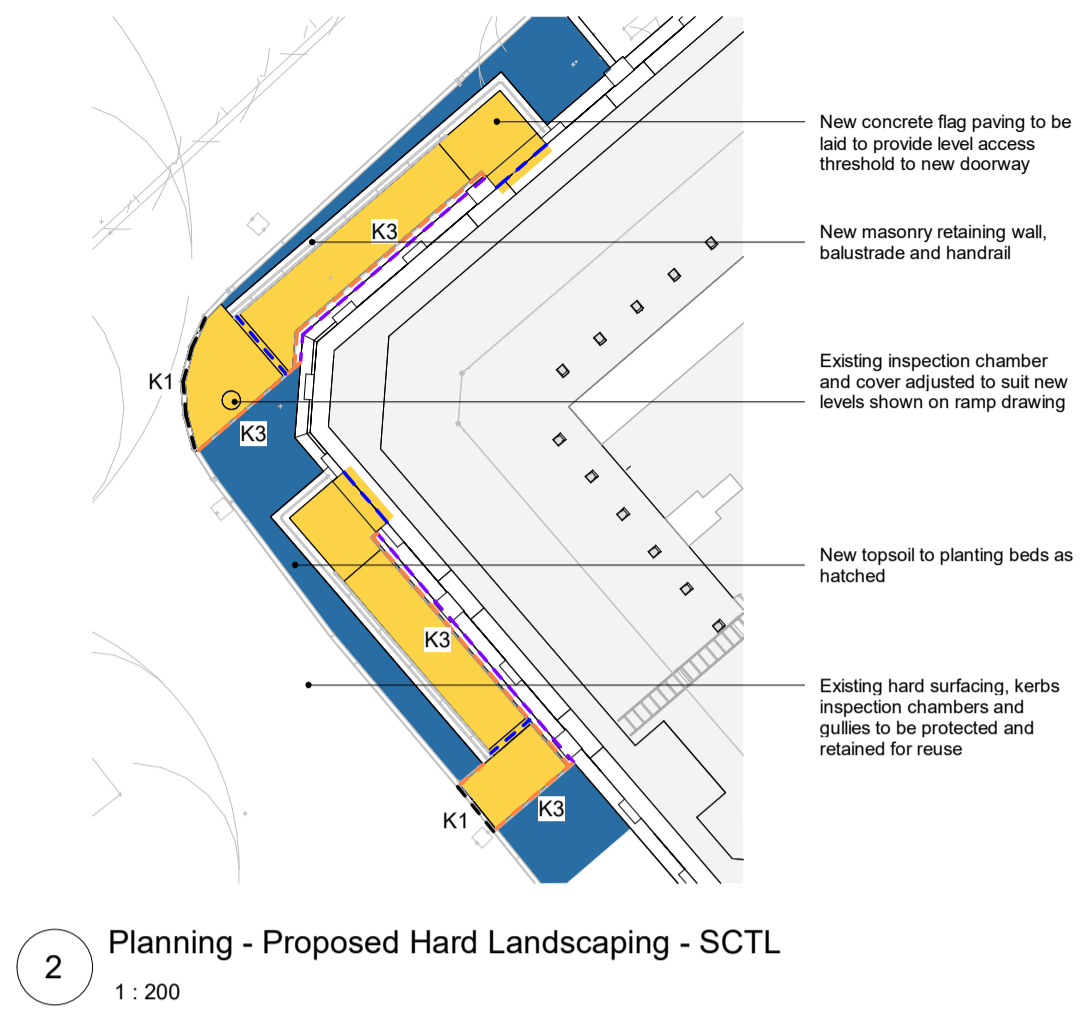 New concrete flag paving to be
laid to provide level access
threshold to new doorway
K3
New masonry retaining wall,
balustrade and handrail
K1
Existing inspection chamber
and cover adjusted to suit new
levels shown on ramp drawing
K3
New topsoil to planting beds as
hatched
K3
Existing hard surfacing, kerbs
inspection chambers and
gullies to be protected and
retained for reuse
K3
K1
2
Planning - Proposed Hard Landscaping - SCTL
1 : 200